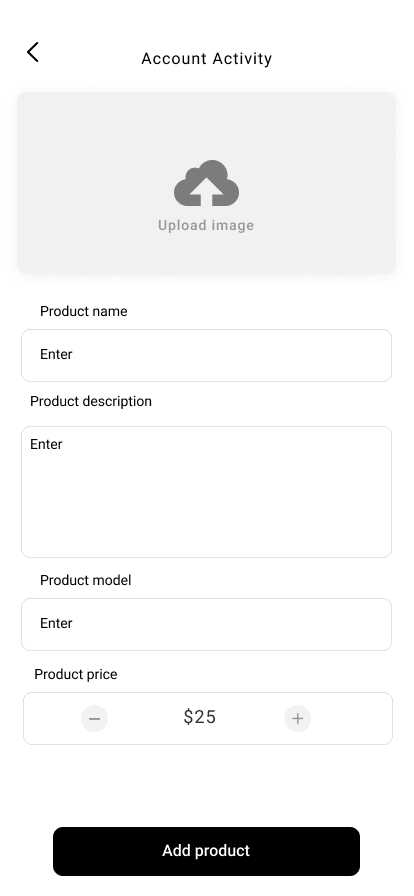 Account Activity
Upload image
Product name
Enter
Product description
Enter
Product model
Enter
Product price
$25
Add product